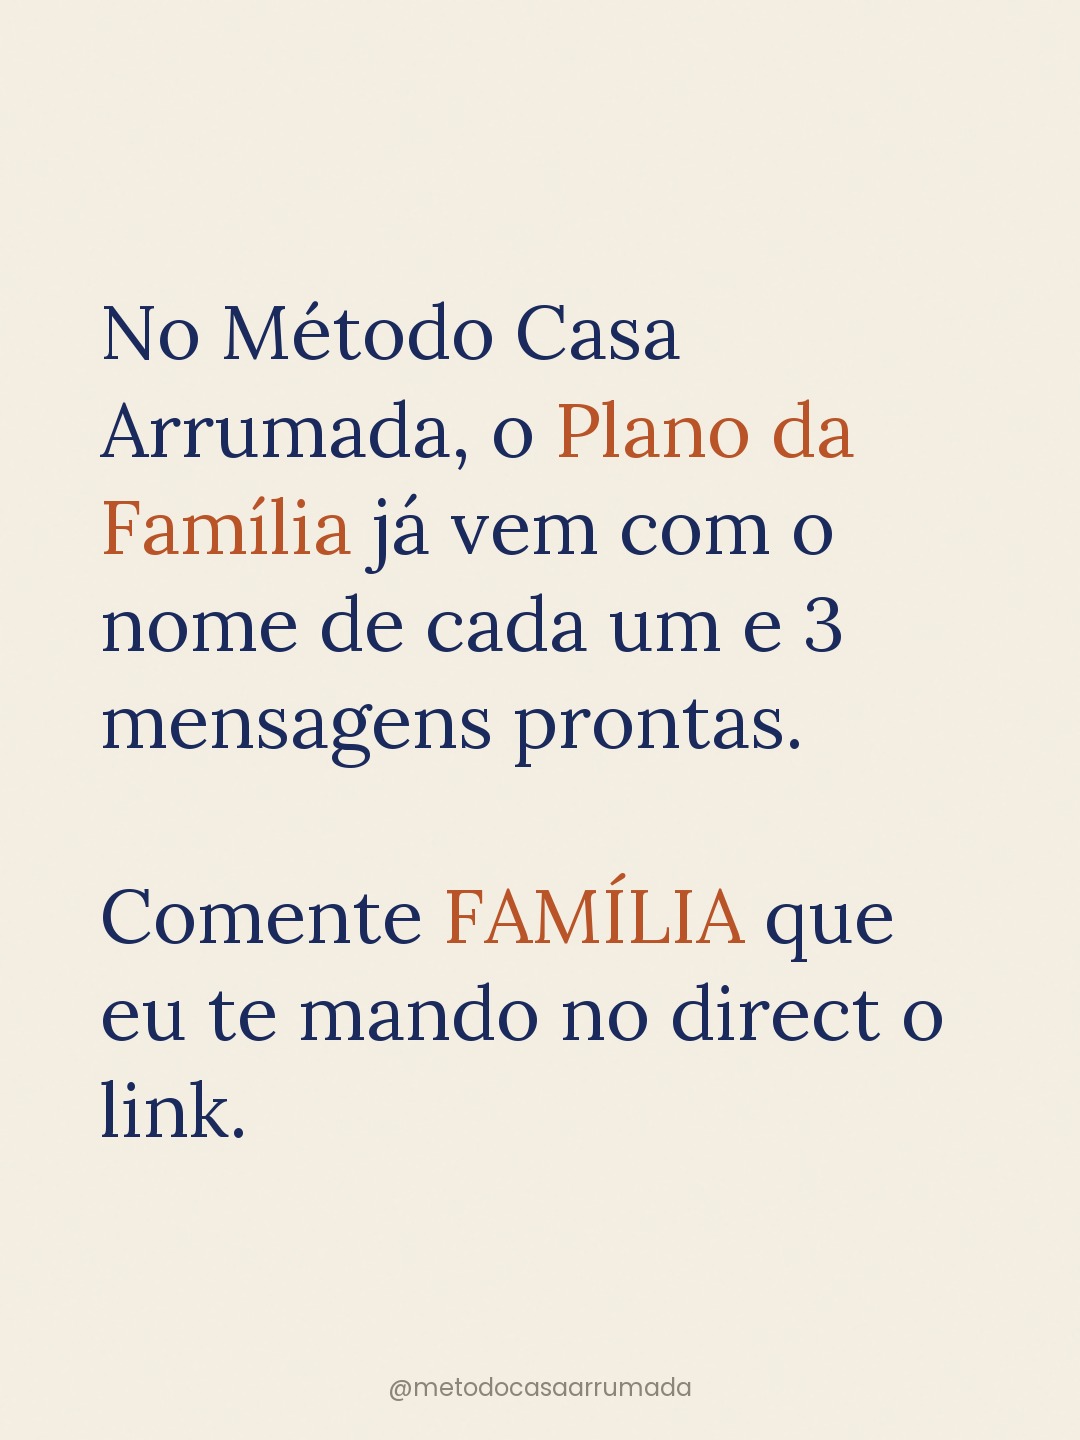 No Método Casa
Arrumada, o Plano da
Família já vem com o
nome de cada um e 3
mensagens prontas.
Comente FAMÍLIA que
eu te mando no direct o
link.
@metodocasaarrumada